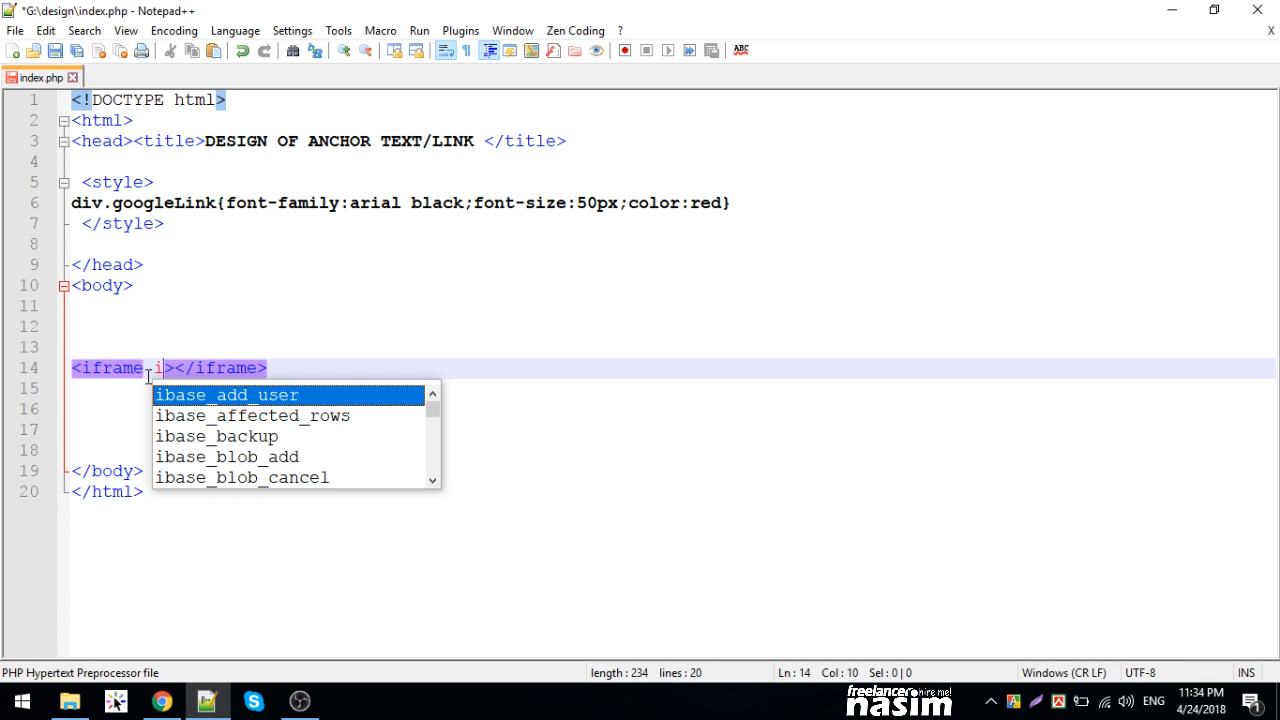 *G:\design\index.php - Notepad++
File Edit Search View Encoding Language Settings Tools Macro Run Plugins Window Zen Coding ? X
ABC
index.php
1 <!DOCTYPE html>
2 <html>
3 <head><title>DESIGN OF ANCHOR TEXT/LINK </title>
4
5 <style>
6 div.googleLink{font-family:arial black;font-size:50px;color:red}
7 </style>
8
9 </head>
10 <body>
11
12
13
14 <iframe i></iframe>
15 ibase_add_user
16 ibase_affected_rows
17 ibase_backup
18 ibase_blob_add
19 </body> ibase_blob_cancel
20 </html>
PHP Hypertext Preprocessor file length : 234 lines : 20 Ln : 14 Col : 10 Sel : 0 | 0 Windows (CR LF) UTF-8 INS
freelancer hire me!
nasim
ENG
11:34 PM
4/24/2018
1